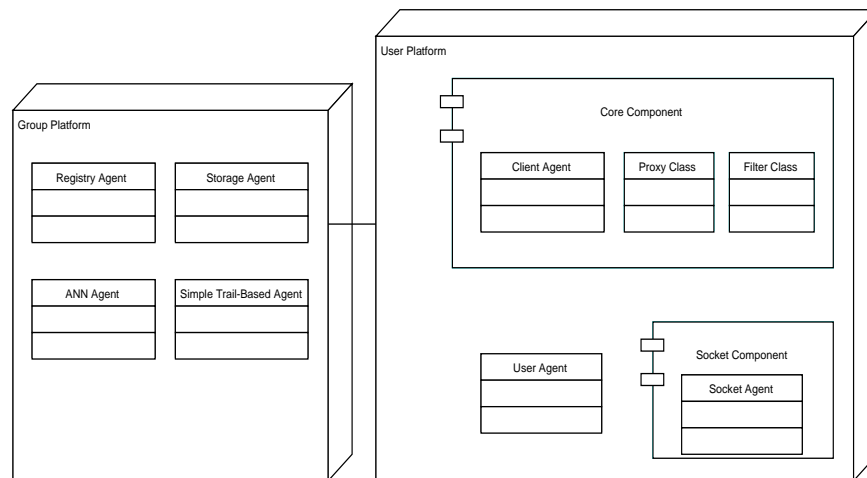 User Platform
Group Platform
Core Component
Registry Agent
Storage Agent
Client Agent
Proxy Class
Filter Class
ANN Agent
Simple Trail-Based Agent
User Agent
Socket Component
Socket Agent